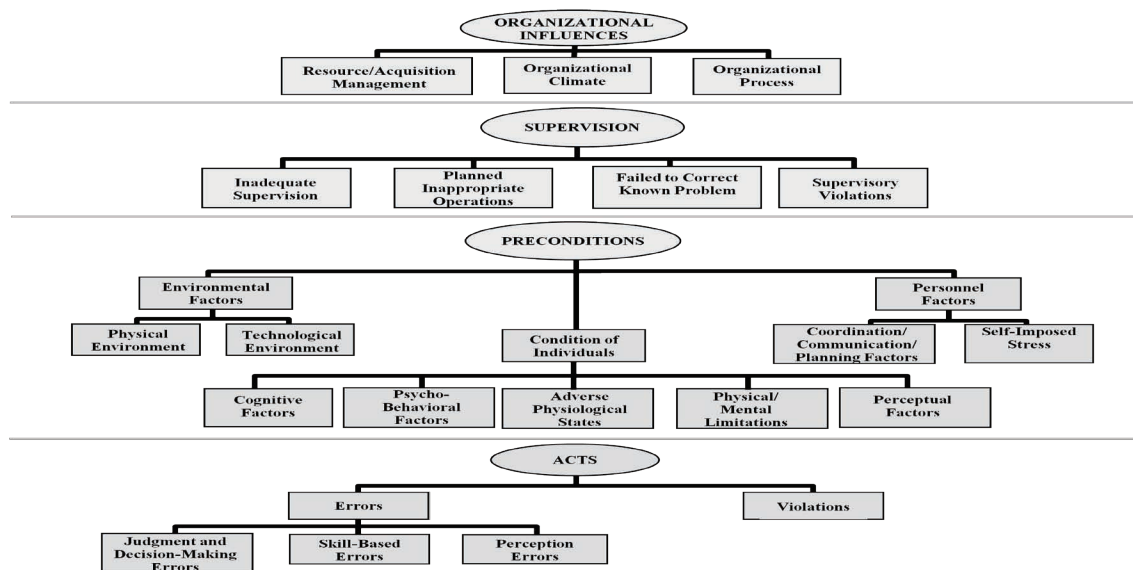 ORGANIZATIONAL
INFLUENCES
Resource/Acquisition
Management
Organizational
Climate
Organizational
Process
SUPERVISION
Inadequate
Supervision
Planned
Inappropriate
Operations
Failed to Correct
Known Problem
Supervisory
Violations
PRECONDITIONS
Environmental
Factors
Personnel
Factors
Physical
Environment
Technological
Environment
Condition of
Individuals
Coordination/
Communication/
Planning Factors
Self-Imposed
Stress
Cognitive
Factors
Psycho-
Behavioral
Factors
Adverse
Physiological
States
Physical/
Mental
Limitations
Perceptual
Factors
ACTS
Errors
Violations
Judgment and
Decision-Making
Errors
Skill-Based
Errors
Perception
Errors